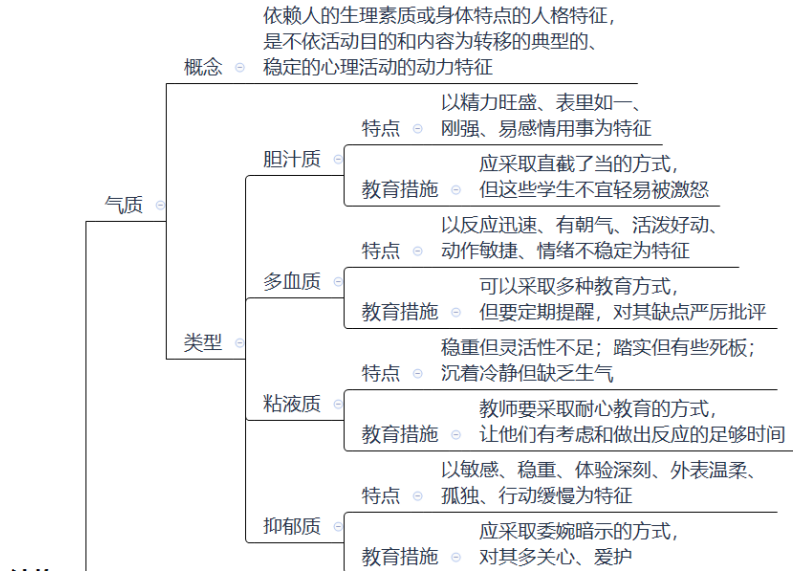 依赖人的生理素质或身体特点的人格特征，
是不依活动目的和内容为转移的典型的、
概念
稳定的心理活动的动力特征
以精力旺盛、表里如一、
特点
刚强、易感情用事为特征
胆汁质
应采取直截了当的方式，
教育措施
但这些学生不宜轻易被激怒
气质
以反应迅速、有朝气、活泼好动、
特点
动作敏捷、情绪不稳定为特征
多血质
可以采取多种教育方式，
教育措施
但要定期提醒，对其缺点严厉批评
类型
稳重但灵活性不足；踏实但有些死板；
特点
沉着冷静但缺乏生气
粘液质
教师要采取耐心教育的方式，
教育措施
让他们有考虑和做出反应的足够时间
以敏感、稳重、体验深刻、外表温柔、
特点
孤独、行动缓慢为特征
抑郁质
应采取委婉暗示的方式，
教育措施
对其多关心、爱护